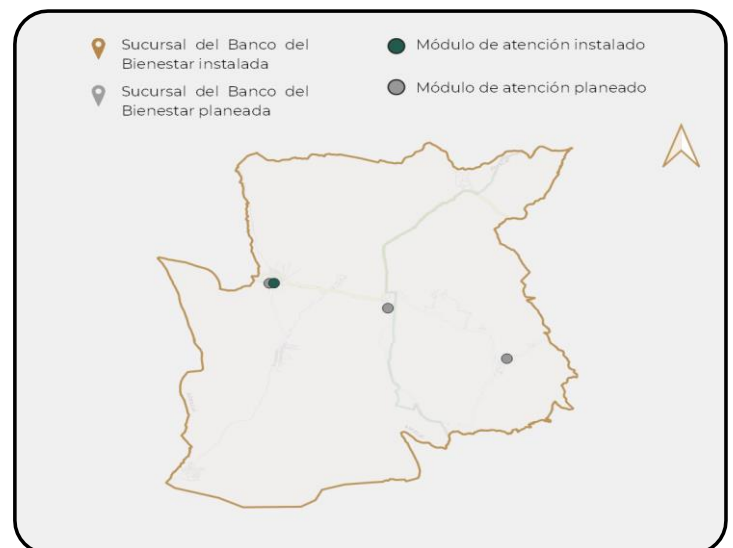 Sucursal del Banco del
Bienestar instalada
Sucursal del Banco del
Bienestar planeada
Módulo de atención instalado
Módulo de atención planeado